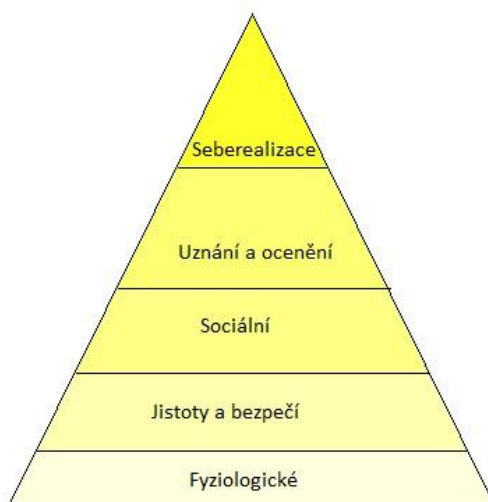 Seberealizace
Uznání a ocenění
Sociální
Jistoty a bezpečí
Fyziologické